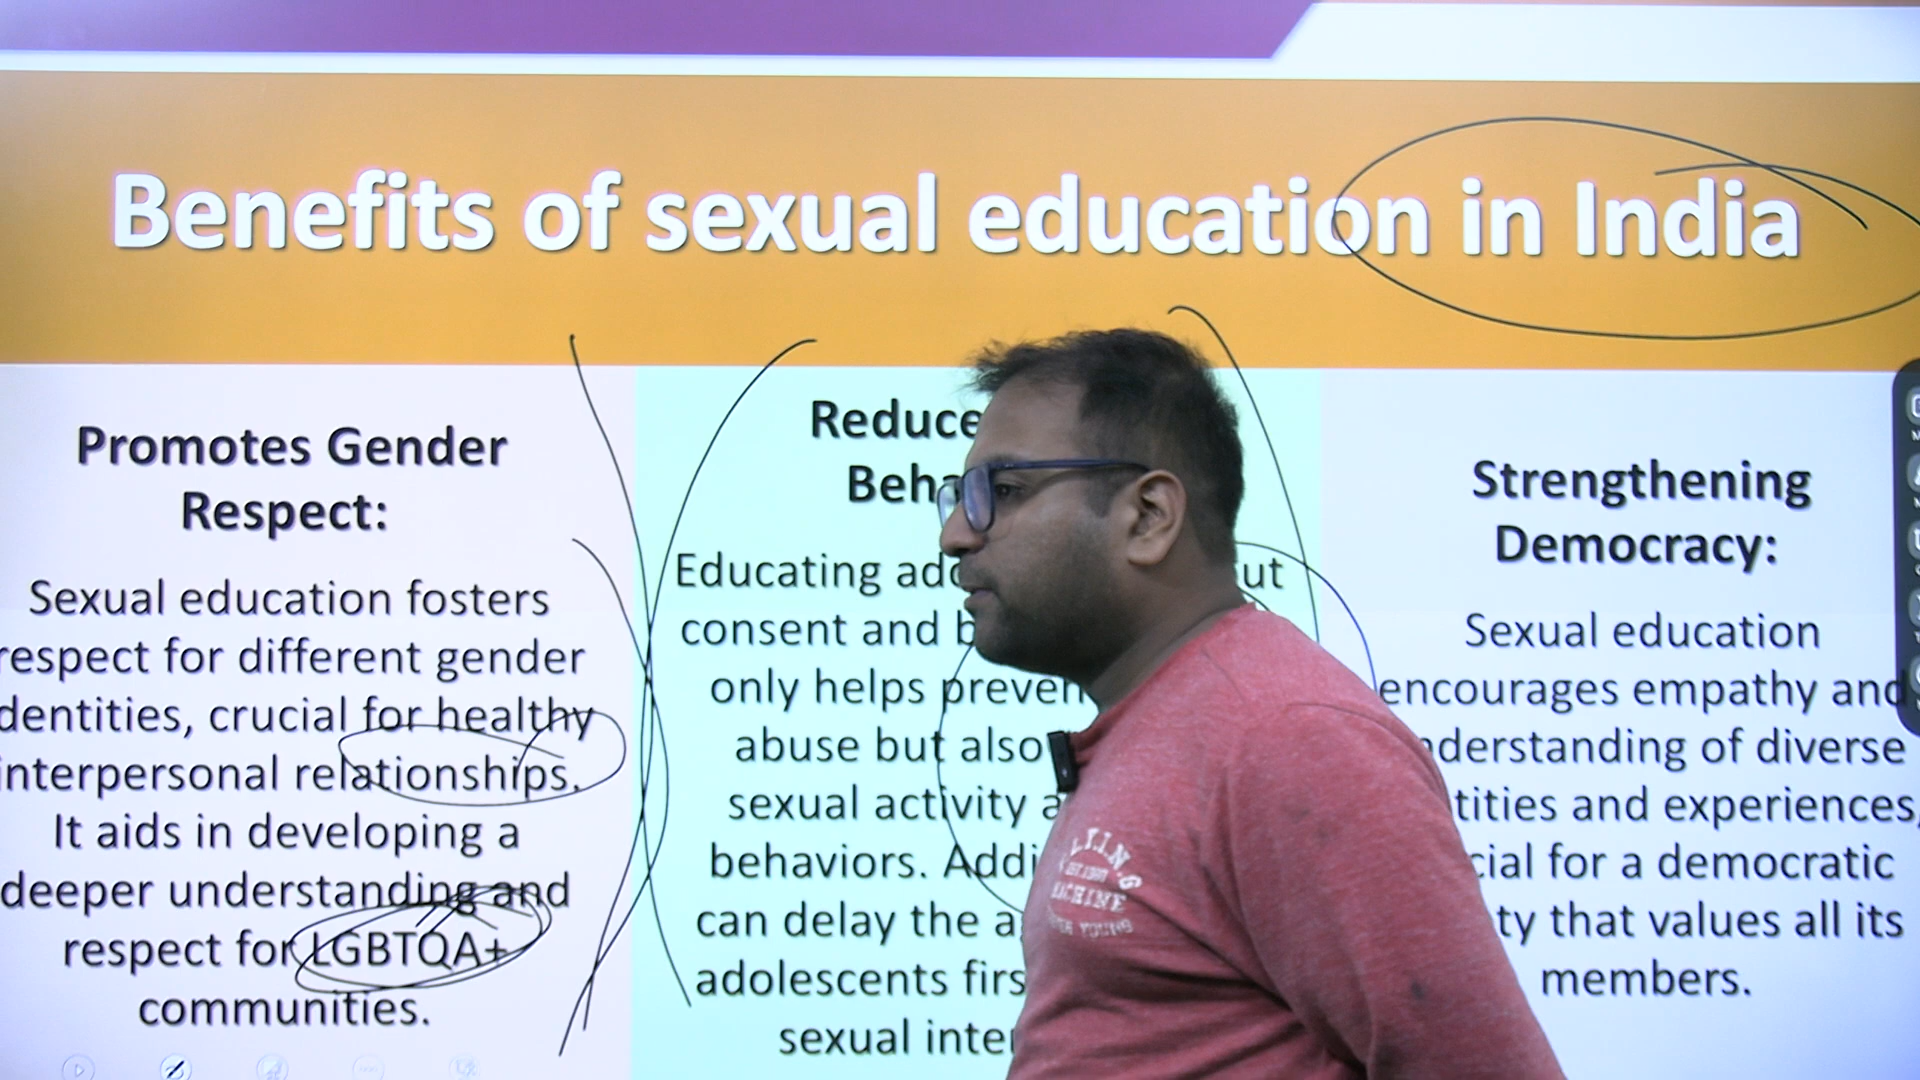 Benefits of sexual education in India
Promotes Gender
Respect:
Sexual education fosters
respect for different gender
dentities, crucial for healthy
interpersonal relationships.
It aids in developing a
deeper understanding and
respect for LGBTQA+
communities.
Reduce
Beha
Educating ado ut
consent and b
only helps preven
abuse but also
sexual activity a
behaviors. Addi
can delay the a
adolescents firs
sexual inte
Strengthening
Democracy:
Sexual education
encourages empathy and
nderstanding of diverse
tities and experiences,
cial for a democratic
ty that values all its
members.
MACHINE